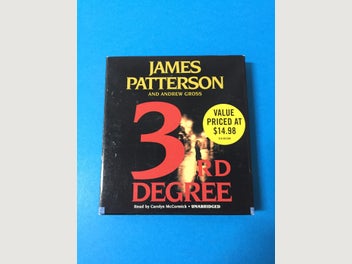 JAMES
PATTERSON
AND ANDREW GROSS
3RD
DEGREE
VALUE
PRICED AT
$14.98
Read by Carolyn McCormick • UNABRIDGED